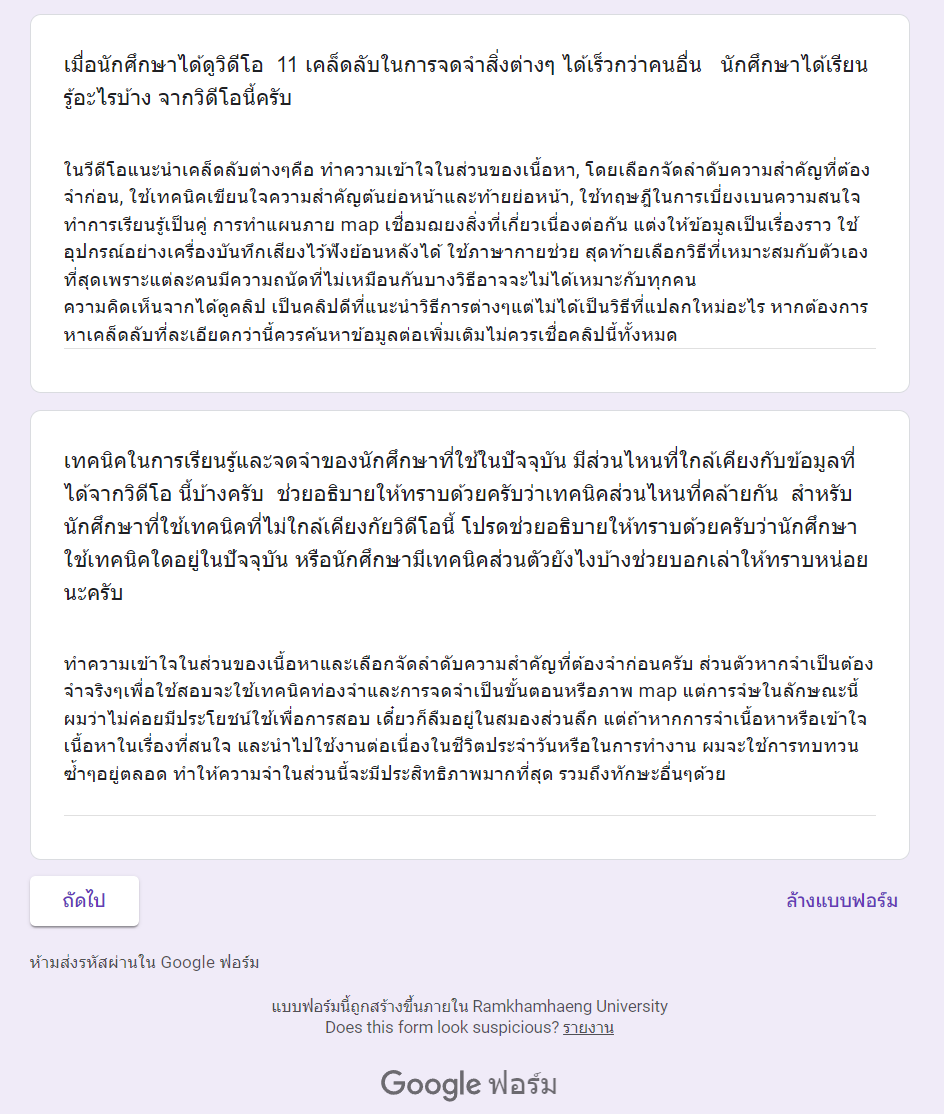 เมื่อนักศึกษาได้ดูวิดีโอ 11 เคล็ดลับในการจดจำสิ่งต่างๆ ได้เร็วกว่าคนอื่น นักศึกษาได้เรียน
รู้อะไรบ้าง จากวิดีโอนี้ครับ
ในวีดีโอแนะนำเคล็ดลับต่างๆคือ ทำความเข้าใจในส่วนของเนื้อหา, โดยเลือกจัดลำดับความสำคัญที่ต้อง
จำก่อน, ใช้เทคนิคเขียนใจความสำคัญต้นย่อหน้าและท้ายย่อหน้า, ใช้ทฤษฎีในการเบี่ยงเบนความสนใจ
ทำการเรียนรู้เป็นคู่ การทำแผนภาย map เชื่อมฌยงสิ่งที่เกี่ยวเนื่องต่อกัน แต่งให้ข้อมูลเป็นเรื่องราว ใช้
อุปกรณ์อย่างเครื่องบันทึกเสียงไว้ฟังย้อนหลังได้ ใช้ภาษากายช่วย สุดท้ายเลือกวิธีที่เหมาะสมกับตัวเอง
ที่สุดเพราะแต่ละคนมีความถนัดที่ไม่เหมือนกันบางวิธีอาจจะไม่ได้เหมาะกับทุกคน
ความคิดเห็นจากได้ดูคลิป เป็นคลิปดีที่แนะนำวิธีการต่างๆแต่ไม่ได้เป็นวิธีที่แปลกใหม่อะไร หากต้องการ
หาเคล็ดลับที่ละเอียดกว่านี้ควรค้นหาข้อมูลต่อเพิ่มเติมไม่ควรเชื่อคลิปนี้ทั้งหมด
เทคนิคในการเรียนรู้และจดจำของนักศึกษาที่ใช้ในปัจจุบัน มีส่วนไหนที่ใกล้เคียงกับข้อมูลที่
ได้จากวิดีโอ นี้บ้างครับ ช่วยอธิบายให้ทราบด้วยครับว่าเทคนิคส่วนไหนที่คล้ายกัน สำหรับ
นักศึกษาที่ใช้เทคนิคที่ไม่ใกล้เคียงกัยวิดีโอนี้ โปรดช่วยอธิบายให้ทราบด้วยครับว่านักศึกษา
ใช้เทคนิคใดอยู่ในปัจจุบัน หรือนักศึกษามีเทคนิคส่วนตัวยังไงบ้างช่วยบอกเล่าให้ทราบหน่อย
นะครับ
ทำความเข้าใจในส่วนของเนื้อหาและเลือกจัดลำดับความสำคัญที่ต้องจำก่อนครับ ส่วนตัวหากจำเป็นต้อง
จำจริงๆเพื่อใช้สอบจะใช้เทคนิคท่องจำและการจดจำเป็นขั้นตอนหรือภาพ map แต่การจำษในลักษณะนี้
ผมว่าไม่ค่อยมีประโยชน์ใช้เพื่อการสอบ เดี๋ยวก็ลืมอยู่ในสมองส่วนลึก แต่ถ้าหากการจำเนื้อหาหรือเข้าใจ
เนื้อหาในเรื่องที่สนใจ และนำไปใช้งานต่อเนื่องในชีวิตประจำวันหรือในการทำงาน ผมจะใช้การทบทวน
ซ้ำๆอยู่ตลอด ทำให้ความจำในส่วนนี้จะมีประสิทธิภาพมากที่สุด รวมถึงทักษะอื่นๆด้วย
ถัดไป
ล้างแบบฟอร์ม
ห้ามส่งรหัสผ่านใน Google ฟอร์ม
แบบฟอร์มนี้ถูกสร้างขึ้นภายใน Ramkhamhaeng University
Does this form look suspicious? รายงาน
Google ฟอร์ม